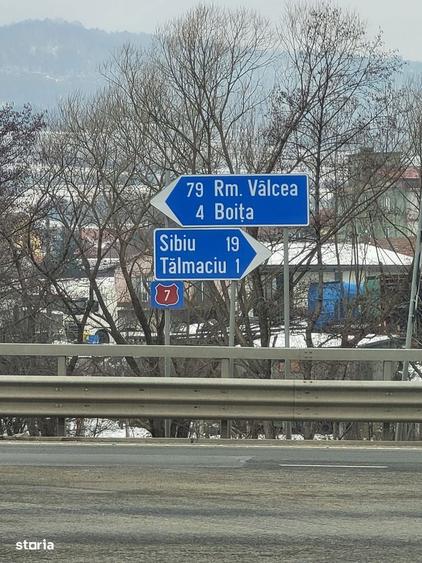 79 Rm. Vâlcea
4 Boița
Sibiu 19
Tălmaciu 1
7
storia